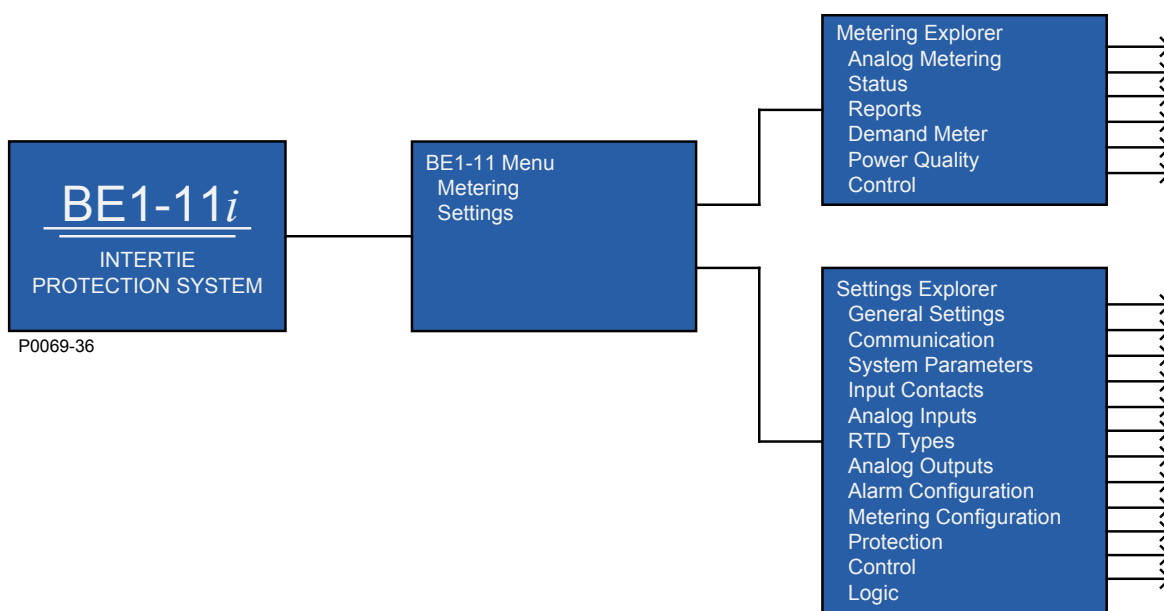 BE1-11i
INTERTIE
PROTECTION SYSTEM
P0069-36
BE1-11 Menu
Metering
Settings
Metering Explorer
Analog Metering
Status
Reports
Demand Meter
Power Quality
Control
Settings Explorer
General Settings
Communication
System Parameters
Input Contacts
Analog Inputs
RTD Types
Analog Outputs
Alarm Configuration
Metering Configuration
Protection
Control
Logic